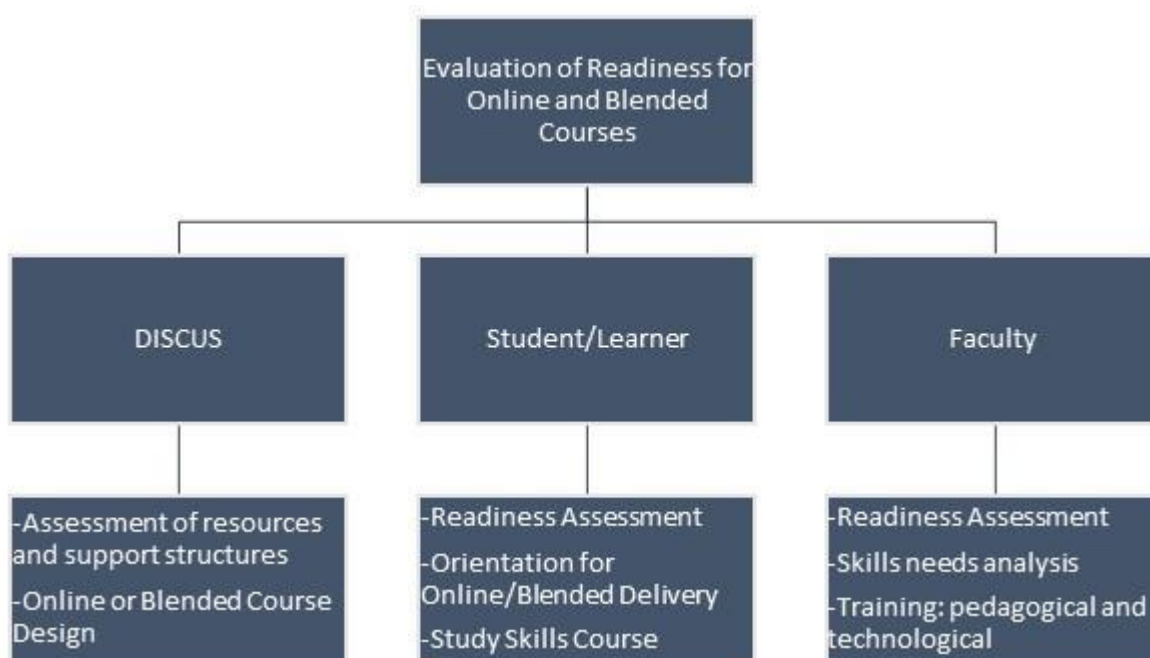 Evaluation of Readiness for
Online and Blended
Courses
DISCUS
Student/Learner
Faculty
-Assessment of resources
and support structures
-Online or Blended Course
Design
-Readiness Assessment
-Orientation for
Online/Blended Delivery
-Study Skills Course
-Readiness Assessment
-Skills needs analysis
-Training: pedagogical and
technological